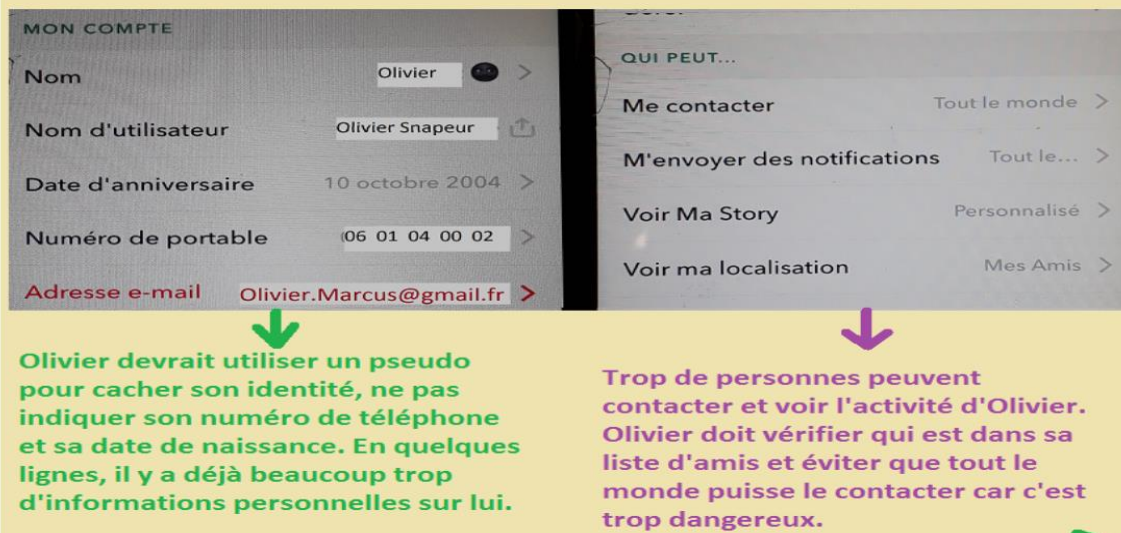 MON COMPTE
Nom Olivier
Nom d'utilisateur Olivier Snapeur
Date d'anniversaire 10 octobre 2004
Numéro de portable 06 01 04 00 02
Adresse e-mail Olivier.Marcus@gmail.fr
QUI PEUT...
Me contacter Tout le monde
M'envoyer des notifications Tout le...
Voir Ma Story Personnalisé
Voir ma localisation Mes Amis
Olivier devrait utiliser un pseudo
pour cacher son identité, ne pas
indiquer son numéro de téléphone
et sa date de naissance. En quelques
lignes, il y a déjà beaucoup trop
d'informations personnelles sur lui.
Trop de personnes peuvent
contacter et voir l'activité d'Olivier.
Olivier doit vérifier qui est dans sa
liste d'amis et éviter que tout le
monde puisse le contacter car c'est
trop dangereux.